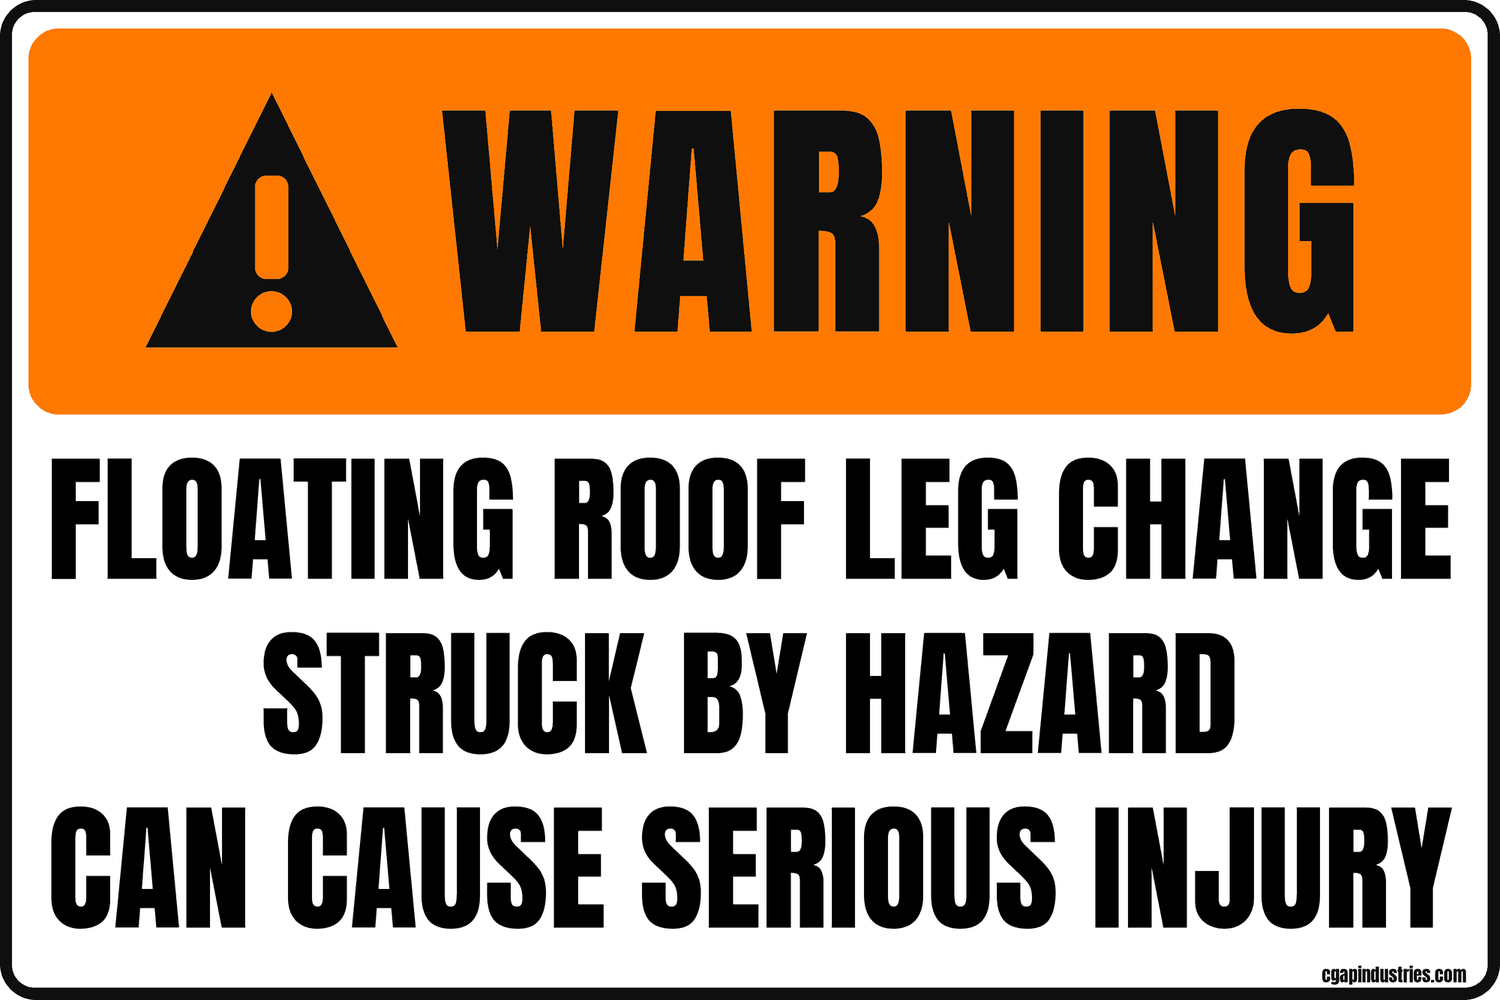 WARNING
FLOATING ROOF LEG CHANGE
STRUCK BY HAZARD
CAN CAUSE SERIOUS INJURY
cgapindustries.com